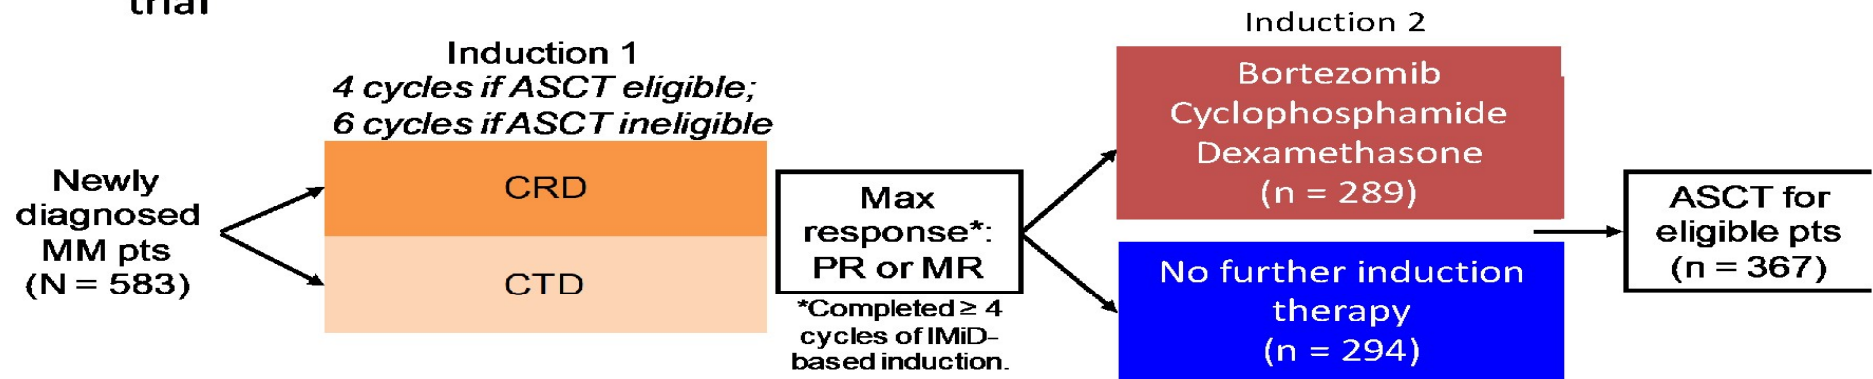 trial
Newly
diagnosed
MM pts
(N = 583)
Induction 1
4 cycles if ASCT eligible;
6 cycles if ASCT ineligible
CRD
CTD
Max
response*:
PR or MR
*Completed ≥ 4
cycles of IMiD-
based induction.
Induction 2
Bortezomib
Cyclophosphamide
Dexamethasone
(n = 289)
No further induction
therapy
(n = 294)
ASCT for
eligible pts
(n = 367)